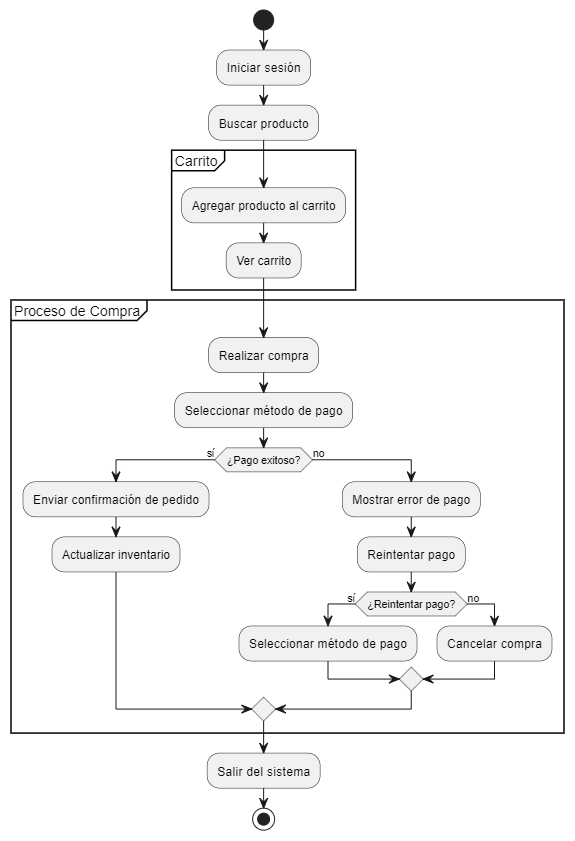 Iniciar sesión
Buscar producto
Carrito
Agregar producto al carrito
Ver carrito
Proceso de Compra
Realizar compra
Seleccionar método de pago
sí
¿Pago exitoso?
no
Enviar confirmación de pedido
Mostrar error de pago
Actualizar inventario
Reintentar pago
sí
¿Reintentar pago?
no
Seleccionar método de pago
Cancelar compra
Salir del sistema